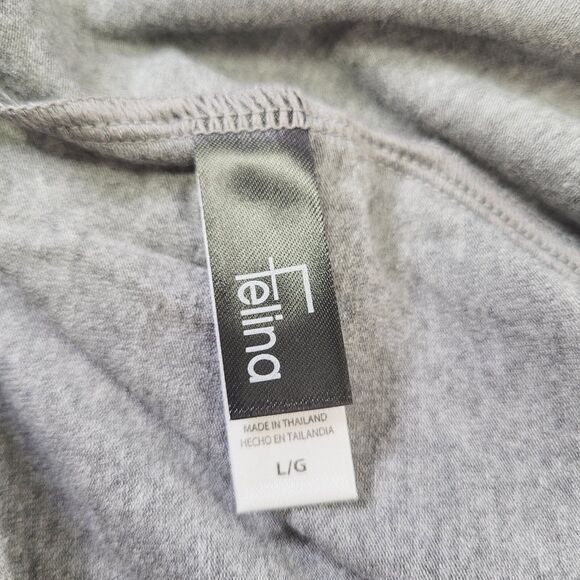 Felina
MADE IN THAILAND
HECHO EN TAILANDIA
L/G